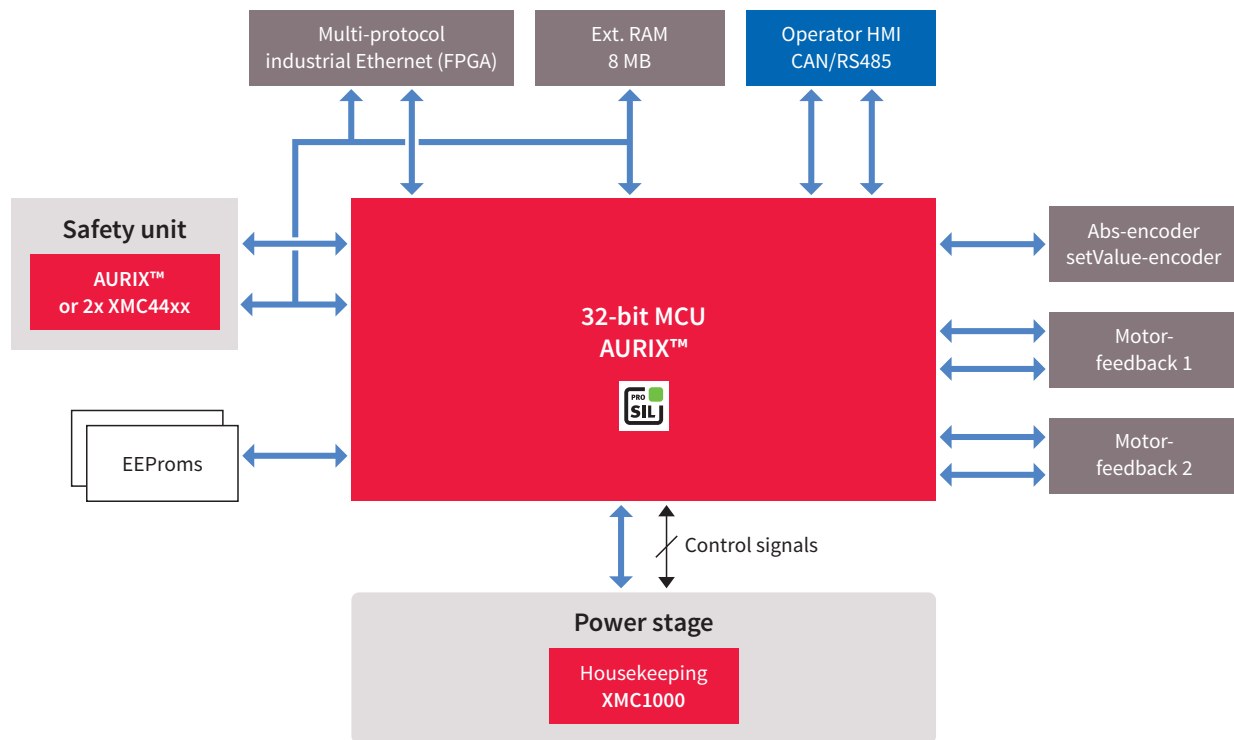 Multi-protocol
industrial Ethernet (FPGA)
Ext. RAM
8 MB
Operator HMI
CAN/RS485
Safety unit
AURIX™
or 2x XMC44xx
32-bit MCU
AURIX™
PRO
SIL
Abs-encoder
setValue-encoder
Motor-
feedback 1
EEProms
Motor-
feedback 2
Control signals
Power stage
Housekeeping
XMC1000